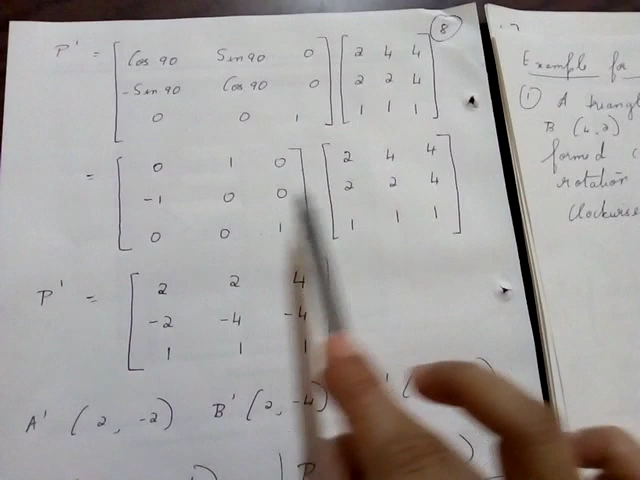 8
P' = [ Cos 90 Sin 90 0 ] [ 2 4 4 ]
-Sin 90 Cos 90 0 2 2 4
0 0 1 1 1 1
= [ 0 1 0 ] [ 2 4 4 ]
-1 0 0 2 2 4
0 0 1 1 1 1
P' = [ 2 2 4 ]
-2 -4 -4
1 1 1
A' (2, -2) B' (2, -4)
Example for
① A triangl
B (4,2)
formed
rotation
Clockwise